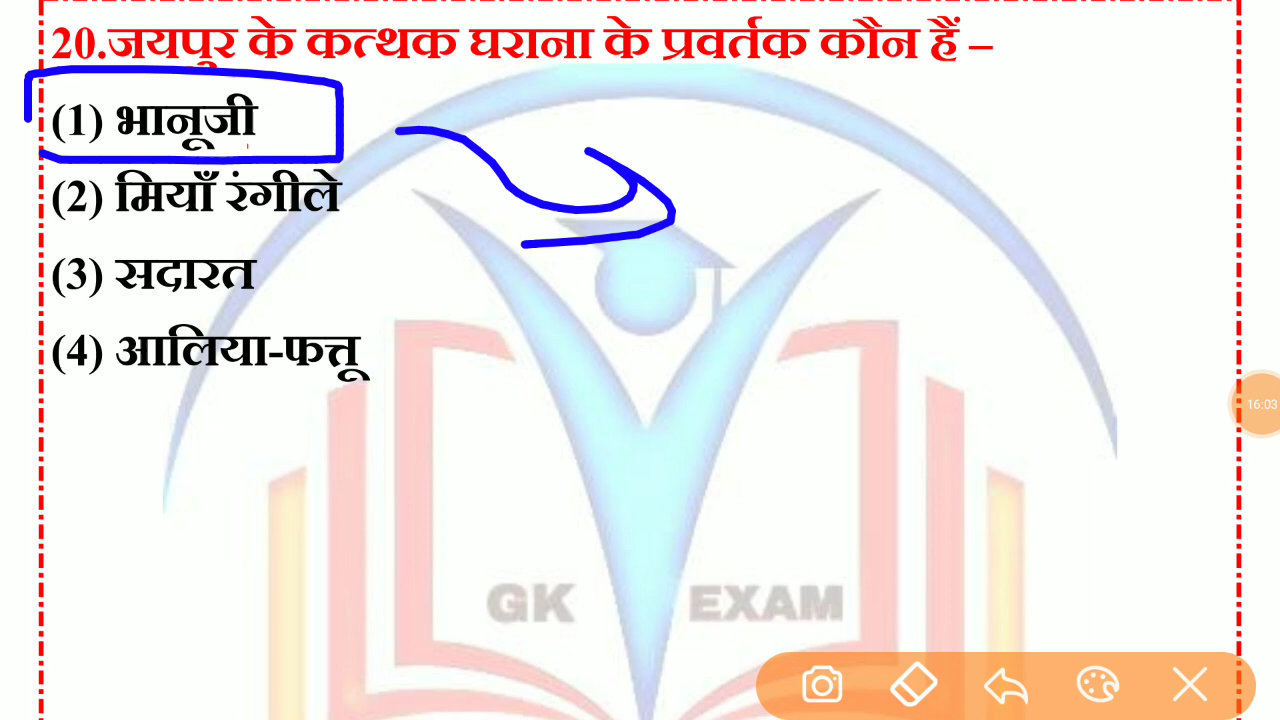 20.जयपुर के कत्थक घराना के प्रवर्तक कौन हैं –
(1) भानूजी
(2) मियाँ रंगीले
(3) सदारत
(4) आलिया-फत्तू
16:03
GK EXAM